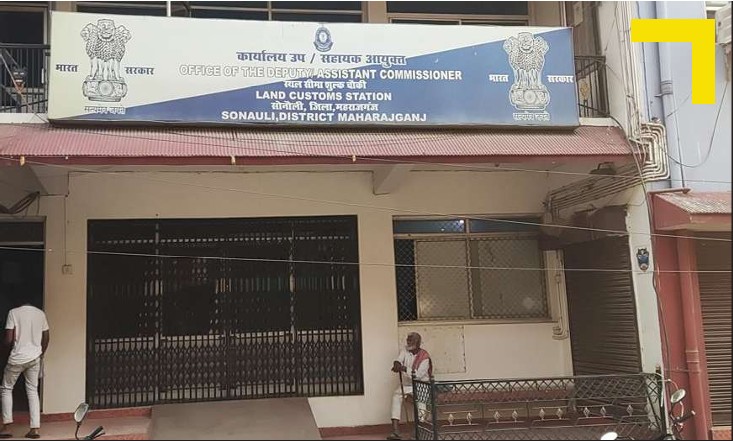 कार्यालय उप / सहायक आयुक्त
भारत सरकार
OFFICE OF THE DEPUTY/ ASSISTANT COMMISSIONER
भारत सरकार
स्थल सीमा शुल्क चौकी
LAND CUSTOMS STATION
सोनौली, जिला, महराजगंज
SONAULI,DISTRICT MAHARAJGANJ
सत्यमेव जयते
सत्यमेव जयते